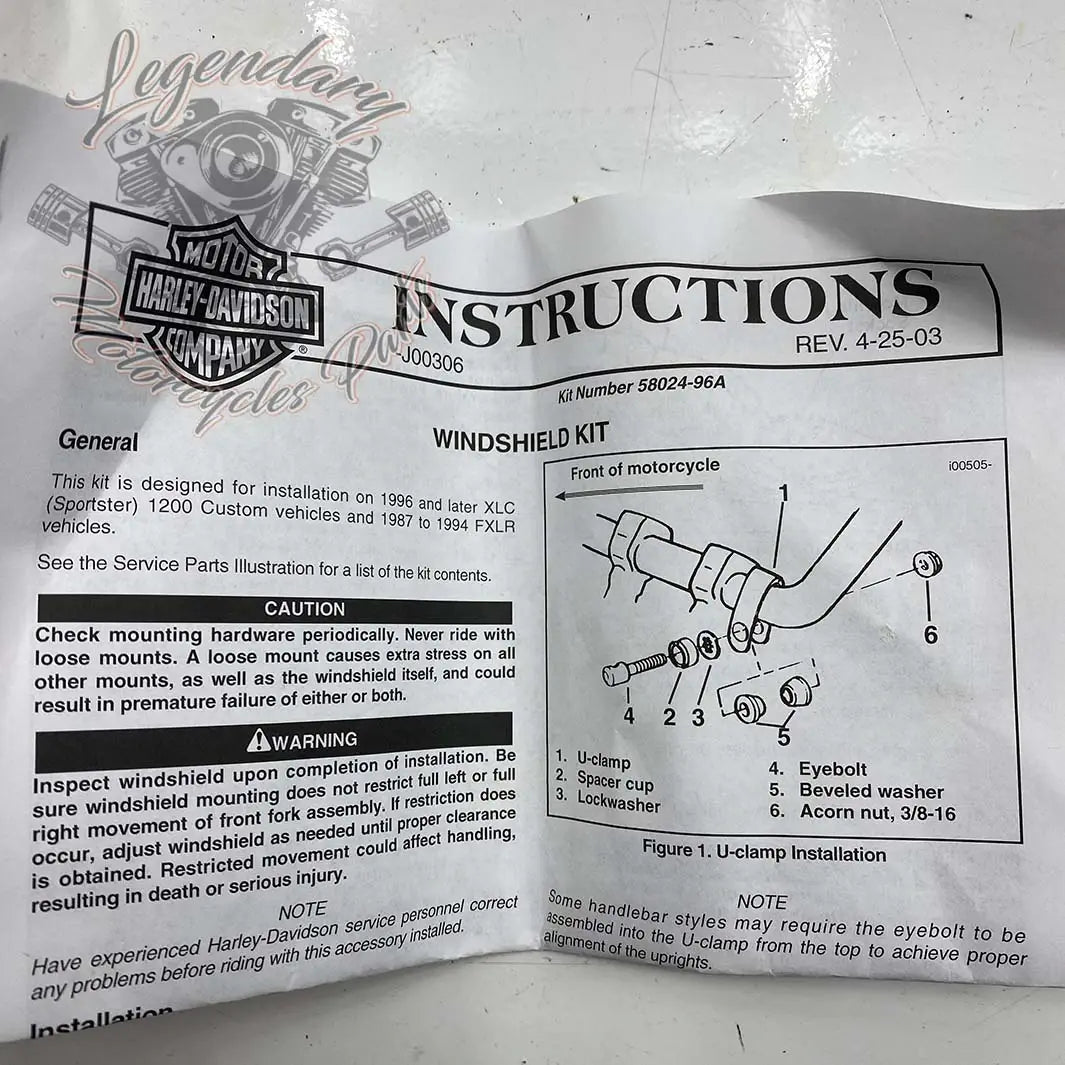 Legendary
Motorcycles Parts
MOTOR
HARLEY-DAVIDSON
COMPANY
®
INSTRUCTIONS
-J00306
REV. 4-25-03
Kit Number 58024-96A
WINDSHIELD KIT
General
This kit is designed for installation on 1996 and later XLC
(Sportster) 1200 Custom vehicles and 1987 to 1994 FXLR
vehicles.
See the Service Parts Illustration for a list of the kit contents.
CAUTION
Check mounting hardware periodically. Never ride with
loose mounts. A loose mount causes extra stress on all
other mounts, as well as the windshield itself, and could
result in premature failure of either or both.
⚠WARNING
Inspect windshield upon completion of installation. Be
sure windshield mounting does not restrict full left or full
right movement of front fork assembly. If restriction does
occur, adjust windshield as needed until proper clearance
is obtained. Restricted movement could affect handling,
resulting in death or serious injury.
NOTE
Have experienced Harley-Davidson service personnel correct
any problems before riding with this accessory installed.
Installation
Front of motorcycle
i00505-
1
6
4
2
3
5
1. U-clamp
2. Spacer cup
3. Lockwasher
4. Eyebolt
5. Beveled washer
6. Acorn nut, 3/8-16
Figure 1. U-clamp Installation
NOTE
Some handlebar styles may require the eyebolt to be
assembled into the U-clamp from the top to achieve proper
alignment of the uprights.